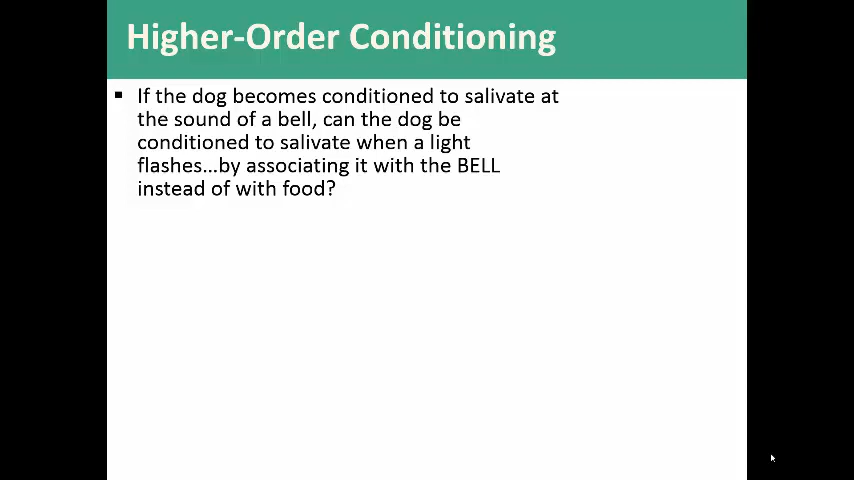 Higher-Order Conditioning
▪ If the dog becomes conditioned to salivate at
the sound of a bell, can the dog be
conditioned to salivate when a light
flashes…by associating it with the BELL
instead of with food?